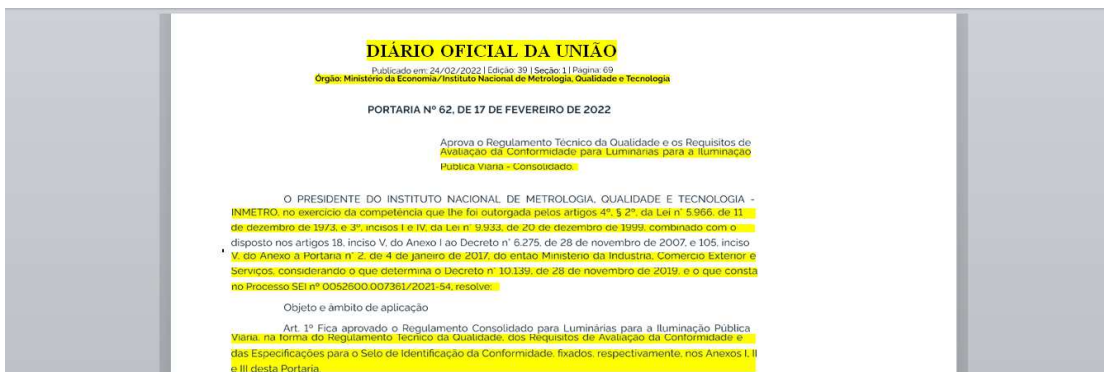 DIÁRIO OFICIAL DA UNIÃO
Publicado em: 24/02/2022 | Edição: 39 | Seção: 1 | Página: 69
Órgão: Ministério da Economia/Instituto Nacional de Metrologia, Qualidade e Tecnologia
PORTARIA Nº 62, DE 17 DE FEVEREIRO DE 2022
Aprova o Regulamento Técnico da Qualidade e os Requisitos de
Avaliação da Conformidade para Luminárias para a Iluminação
Pública Viária - Consolidado.
O PRESIDENTE DO INSTITUTO NACIONAL DE METROLOGIA, QUALIDADE E TECNOLOGIA -
INMETRO, no exercício da competência que lhe foi outorgada pelos artigos 4º, § 2º, da Lei n° 5.966, de 11
de dezembro de 1973, e 3º, incisos I e IV, da Lei n° 9.933, de 20 de dezembro de 1999, combinado com o
disposto nos artigos 18, inciso V, do Anexo I ao Decreto n° 6.275, de 28 de novembro de 2007, e 105, inciso
V, do Anexo à Portaria n° 2, de 4 de janeiro de 2017, do então Ministério da Indústria, Comércio Exterior e
Serviços, considerando o que determina o Decreto n° 10.139, de 28 de novembro de 2019, e o que consta
no Processo SEI nº 0052600.007361/2021-54, resolve:
Objeto e âmbito de aplicação
Art. 1º Fica aprovado o Regulamento Consolidado para Luminárias para a Iluminação Pública
Viária, na forma do Regulamento Técnico da Qualidade, dos Requisitos de Avaliação da Conformidade e
das Especificações para o Selo de Identificação da Conformidade, fixados, respectivamente, nos Anexos I, II
e III desta Portaria.